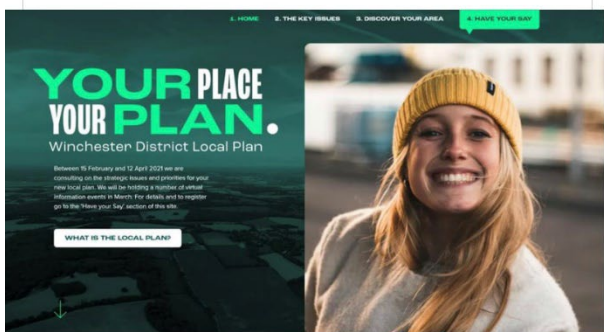 1. HOME 2. THE KEY ISSUES 3. DISCOVER YOUR AREA 4. HAVE YOUR SAY
YOUR PLACE
YOUR PLAN.
Winchester District Local Plan
Between 15 February and 12 April 2021 we are
consulting on the strategic issues and priorities for your
new local plan. We will be holding a number of virtual
information events in March. For details and to register
go to the 'Have your Say' section of this site.
WHAT IS THE LOCAL PLAN?